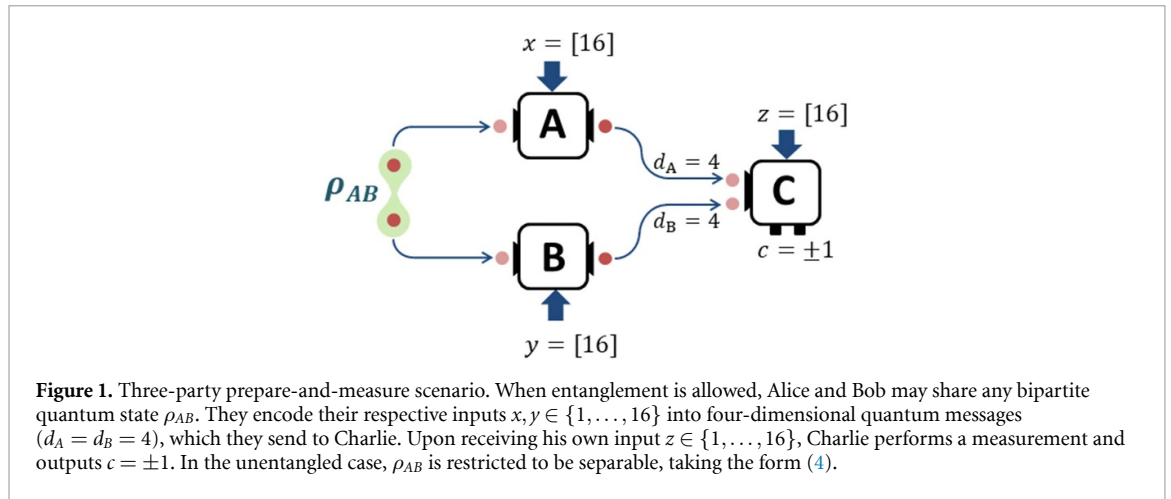 x = [16]
A
z = [16]
d_A = 4
ρ_AB
C
d_B = 4
B
c = ±1
y = [16]
Figure 1. Three-party prepare-and-measure scenario. When entanglement is allowed, Alice and Bob may share any bipartite
quantum state ρ_AB. They encode their respective inputs x,y ∈ {1,...,16} into four-dimensional quantum messages
(d_A = d_B = 4), which they send to Charlie. Upon receiving his own input z ∈ {1,...,16}, Charlie performs a measurement and
outputs c = ±1. In the unentangled case, ρ_AB is restricted to be separable, taking the form (4).